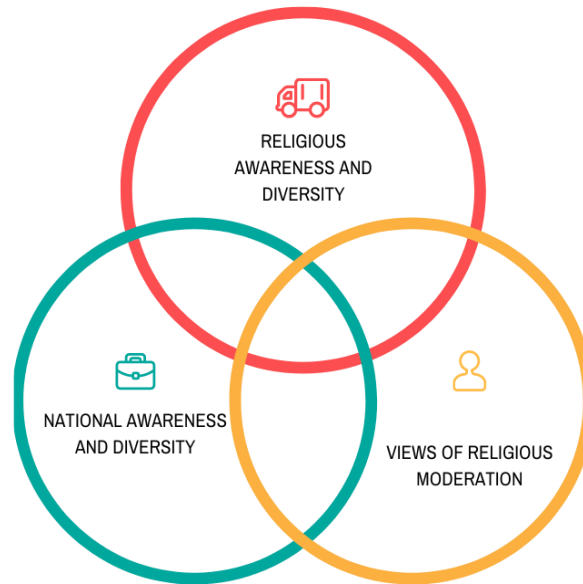 RELIGIOUS
AWARENESS AND
DIVERSITY
NATIONAL AWARENESS
AND DIVERSITY
VIEWS OF RELIGIOUS
MODERATION